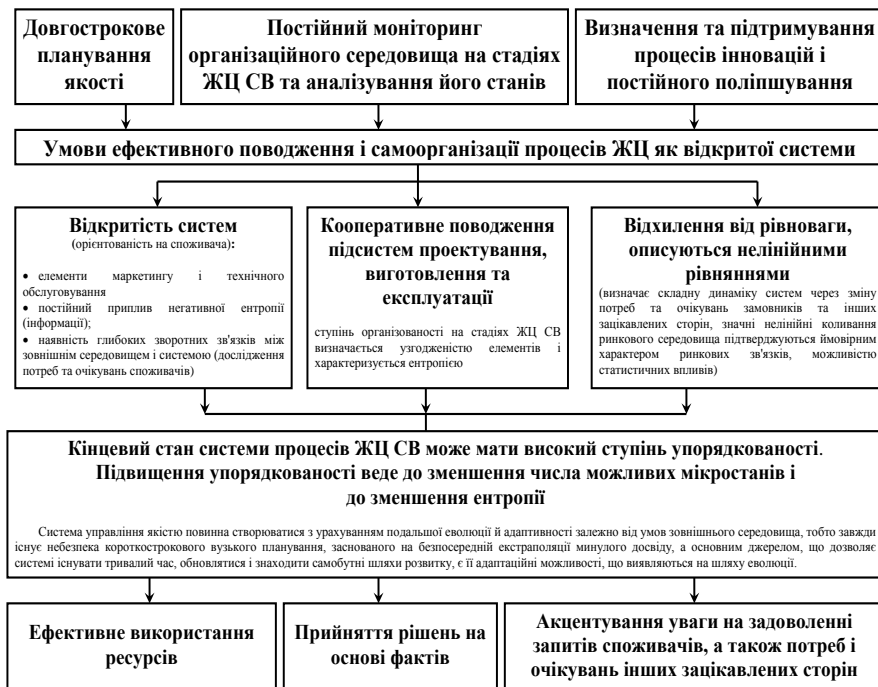 Довгострокове
планування
якості
Постійний моніторинг
організаційного середовища на стадіях
ЖЦ СВ та аналізування його станів
Визначення та підтримування
процесів інновацій і
постійного поліпшування
Умови ефективного поводження і самоорганізації процесів ЖЦ як відкритої системи
Відкритість систем
(орієнтованість на споживача):
• елементи маркетингу і технічного
обслуговування
• постійний приплив негативної ентропії
(інформації);
• наявність глибоких зворотних зв'язків між
зовнішнім середовищем і системою (дослідження
потреб та очікувань споживачів)
Кооперативне поводження
підсистем проектування,
виготовлення та
експлуатації
ступінь організованості на стадіях ЖЦ СВ
визначається узгодженістю елементів і
характеризується ентропією
Відхилення від рівноваги,
описуються нелінійними
рівняннями
(визначає складну динаміку систем через зміну
потреб та очікувань замовників та інших
зацікавлених сторін, значні нелінійні коливання
ринкового середовища підтверджуються ймовірним
характером ринкових зв'язків, можливістю
статистичних впливів)
Кінцевий стан системи процесів ЖЦ СВ може мати високий ступінь упорядкованості.
Підвищення упорядкованості веде до зменшення числа можливих мікростанів і
до зменшення ентропії
Система управління якістю повинна створюватися з урахуванням подальшої еволюції й адаптивності залежно від умов зовнішнього середовища, тобто завжди
існує небезпека короткострокового вузького планування, заснованого на безпосередній екстраполяції минулого досвіду, а основним джерелом, що дозволяє
системі існувати тривалий час, обновлятися і знаходити самобутні шляхи розвитку, є її адаптаційні можливості, що виявляються на шляху еволюції.
Ефективне використання
ресурсів
Прийняття рішень на
основі фактів
Акцентування уваги на задоволенні
запитів споживачів, а також потреб і
очікувань інших зацікавлених сторін